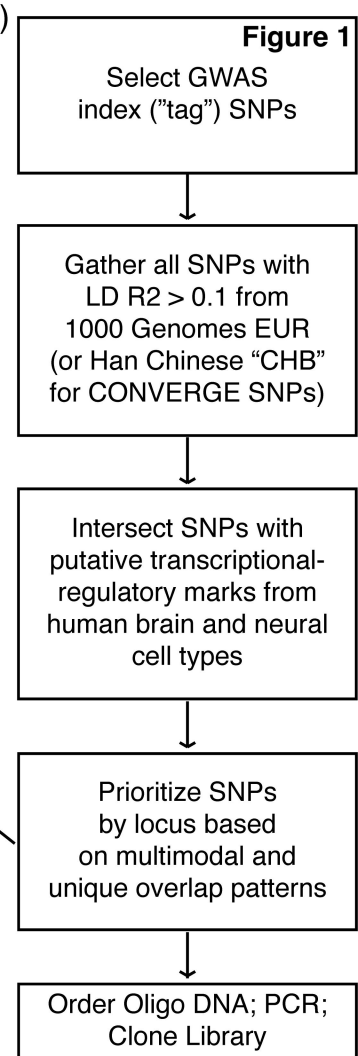 )
Figure 1
Select GWAS
index (”tag”) SNPs
Gather all SNPs with
LD R2 > 0.1 from
1000 Genomes EUR
(or Han Chinese “CHB”
for CONVERGE SNPs)
Intersect SNPs with
putative transcriptional-
regulatory marks from
human brain and neural
cell types
Prioritize SNPs
by locus based
on multimodal and
unique overlap patterns
Order Oligo DNA; PCR;
Clone Library